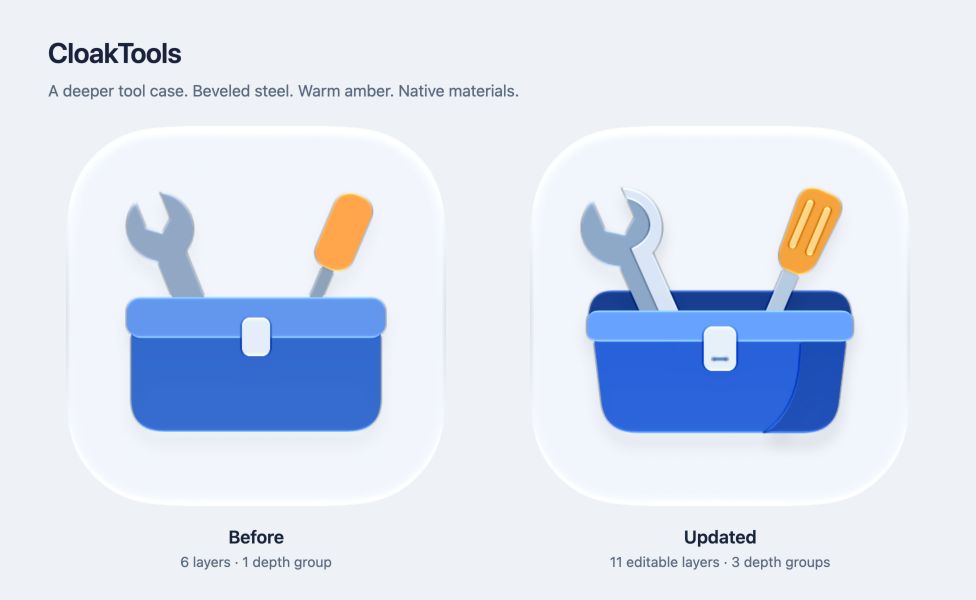 CloakTools
A deeper tool case. Beveled steel. Warm amber. Native materials.
Before
6 layers · 1 depth group
Updated
11 editable layers · 3 depth groups